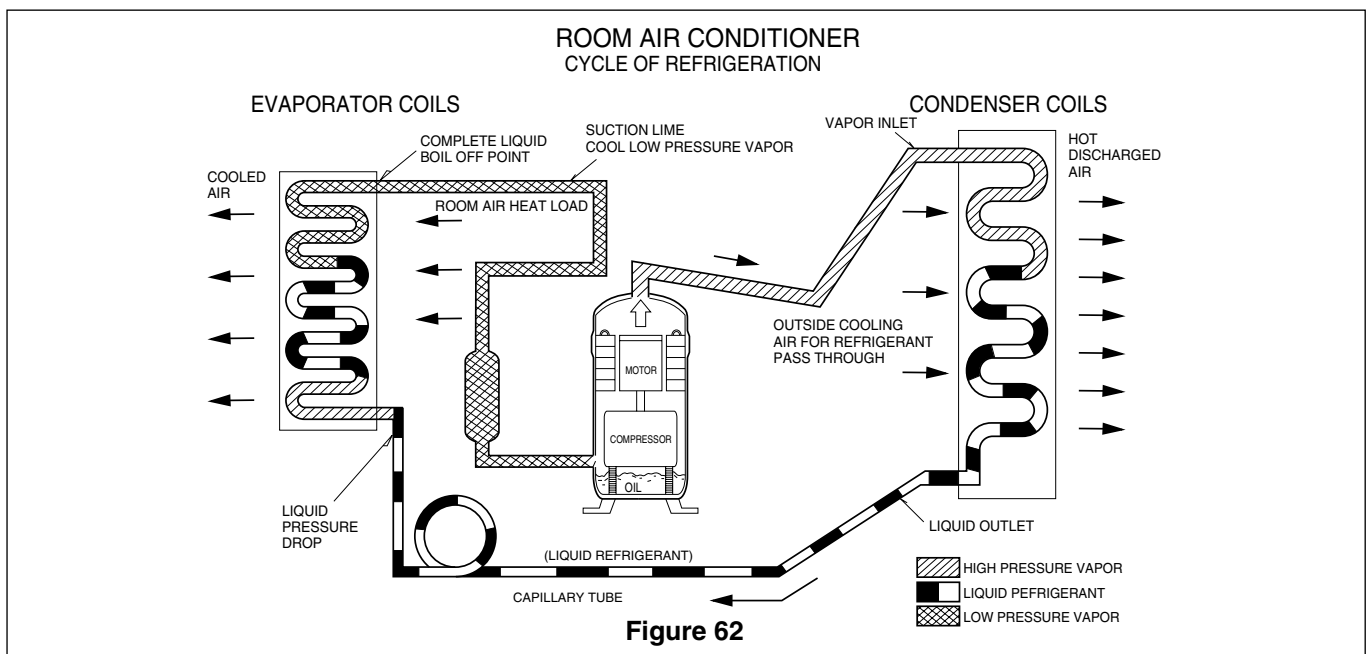 ROOM AIR CONDITIONER
CYCLE OF REFRIGERATION
EVAPORATOR COILS
CONDENSER COILS
COMPLETE LIQUID
BOIL OFF POINT
SUCTION LIME
COOL LOW PRESSURE VAPOR
VAPOR INLET
HOT
DISCHARGED
AIR
COOLED
AIR
ROOM AIR HEAT LOAD
OUTSIDE COOLING
AIR FOR REFRIGERANT
PASS THROUGH
MOTOR
COMPRESSOR
OIL
LIQUID
PRESSURE
DROP
(LIQUID REFRIGERANT)
CAPILLARY TUBE
LIQUID OUTLET
HIGH PRESSURE VAPOR
LIQUID PEFRIGERANT
LOW PRESSURE VAPOR
Figure 62